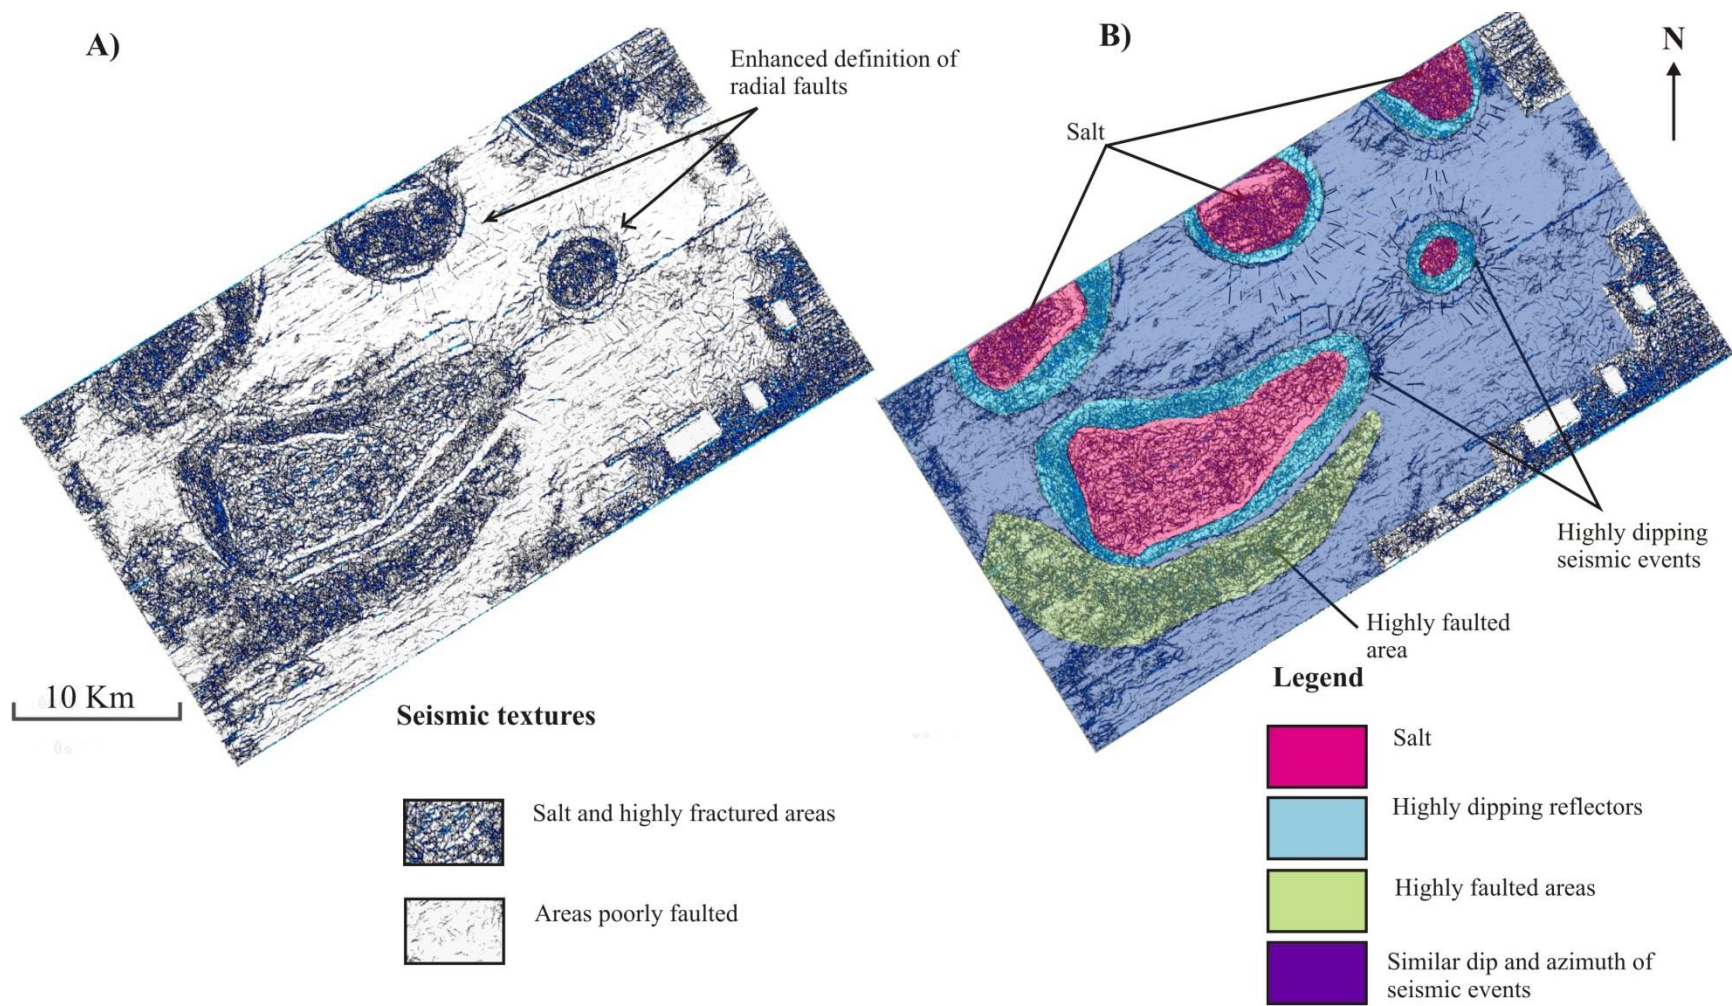 A)
Enhanced definition of
radial faults
B)
N
Salt
Highly dipping
seismic events
Highly faulted
area
10 Km
Seismic textures
Salt and highly fractured areas
Areas poorly faulted
Legend
Salt
Highly dipping reflectors
Highly faulted areas
Similar dip and azimuth of
seismic events